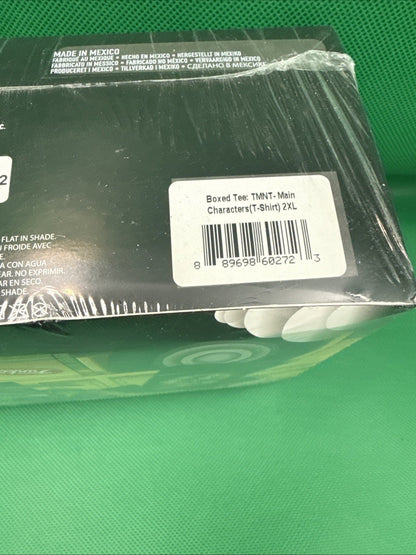 MADE IN MEXICO
FABRIQUÉ AU MEXIQUE • HECHO EN MÉXICO • HERGESTELLT IN MEXIKO
FABBRICATO IN MESSICO • FABRICADO NO MÉXICO • VERVAARDIGD IN MEXICO
PRODUCERET I MEXICO • TILLVERKAD I MEXIKO • СДЕЛАНО В МЕКСИКЕ
c.
2
Boxed Tee: TMNT- Main
Characters(T-Shirt) 2XL
8 89698 60272 3
FLAT IN SHADE.
FROIDE AVEC
A CON AGUA
AR. NO EXPRIMIR.
AR EN SECO.
SHADE.
Funko